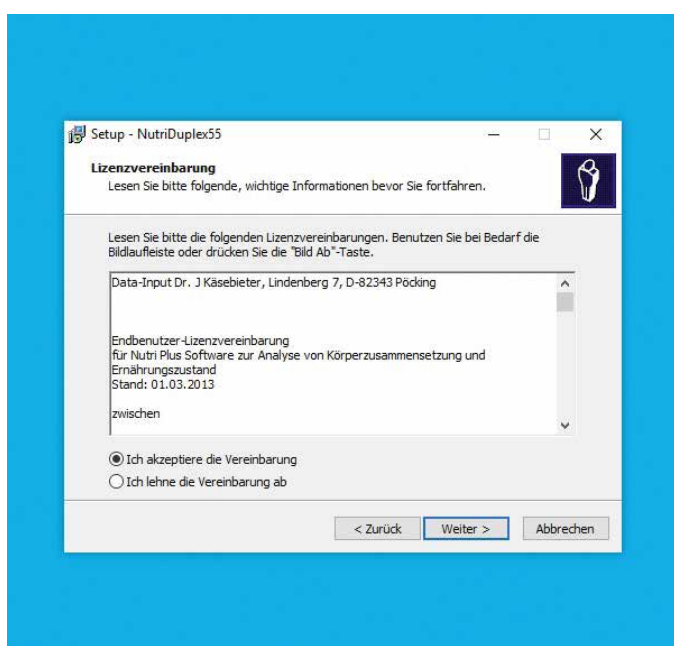 Setup - NutriDuplex55
Lizenzvereinbarung
Lesen Sie bitte folgende, wichtige Informationen bevor Sie fortfahren.
Lesen Sie bitte die folgenden Lizenzvereinbarungen. Benutzen Sie bei Bedarf die
Bildlaufleiste oder drücken Sie die "Bild Ab"-Taste.
Data-Input Dr. J Käsebieter, Lindenberg 7, D-82343 Pöcking
Endbenutzer-Lizenzvereinbarung
für Nutri Plus Software zur Analyse von Körperzusammensetzung und
Ernährungszustand
Stand: 01.03.2013
zwischen
Ich akzeptiere die Vereinbarung
Ich lehne die Vereinbarung ab
< Zurück Weiter > Abbrechen